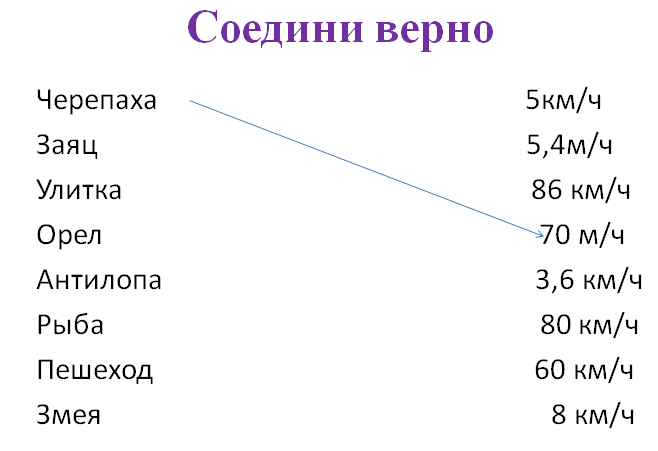 Соедини верно
Черепаха 5км/ч
Заяц 5,4м/ч
Улитка 86 км/ч
Орел 70 м/ч
Антилопа 3,6 км/ч
Рыба 80 км/ч
Пешеход 60 км/ч
Змея 8 км/ч